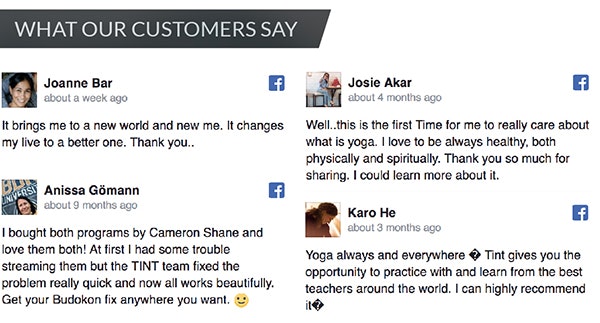 WHAT OUR CUSTOMERS SAY
Joanne Bar
about a week ago
It brings me to a new world and new me. It changes
my live to a better one. Thank you..
Anissa Gömann
about 9 months ago
I bought both programs by Cameron Shane and
love them both! At first I had some trouble
streaming them but the TINT team fixed the
problem really quick and now all works beautifully.
Get your Budokon fix anywhere you want. 🙂
Josie Akar
about 4 months ago
Well..this is the first Time for me to really care about
what is yoga. I love to be always healthy, both
physically and spiritually. Thank you so much for
sharing. I could learn more about it.
Karo He
about 3 months ago
Yoga always and everywhere � Tint gives you the
opportunity to practice with and learn from the best
teachers around the world. I can highly recommend
it�